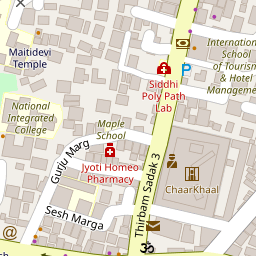 Maitidevi
Temple
International
School
of Tourism
& Hotel
Management
Siddhi
Poly Path
Lab
P
National
Integrated
College
Maple
School
Gurju Marg
Jyoti Homeo
Pharmacy
Thirbam Sadak 3
ChaarKhaal
Sesh Marga
@
ॐ